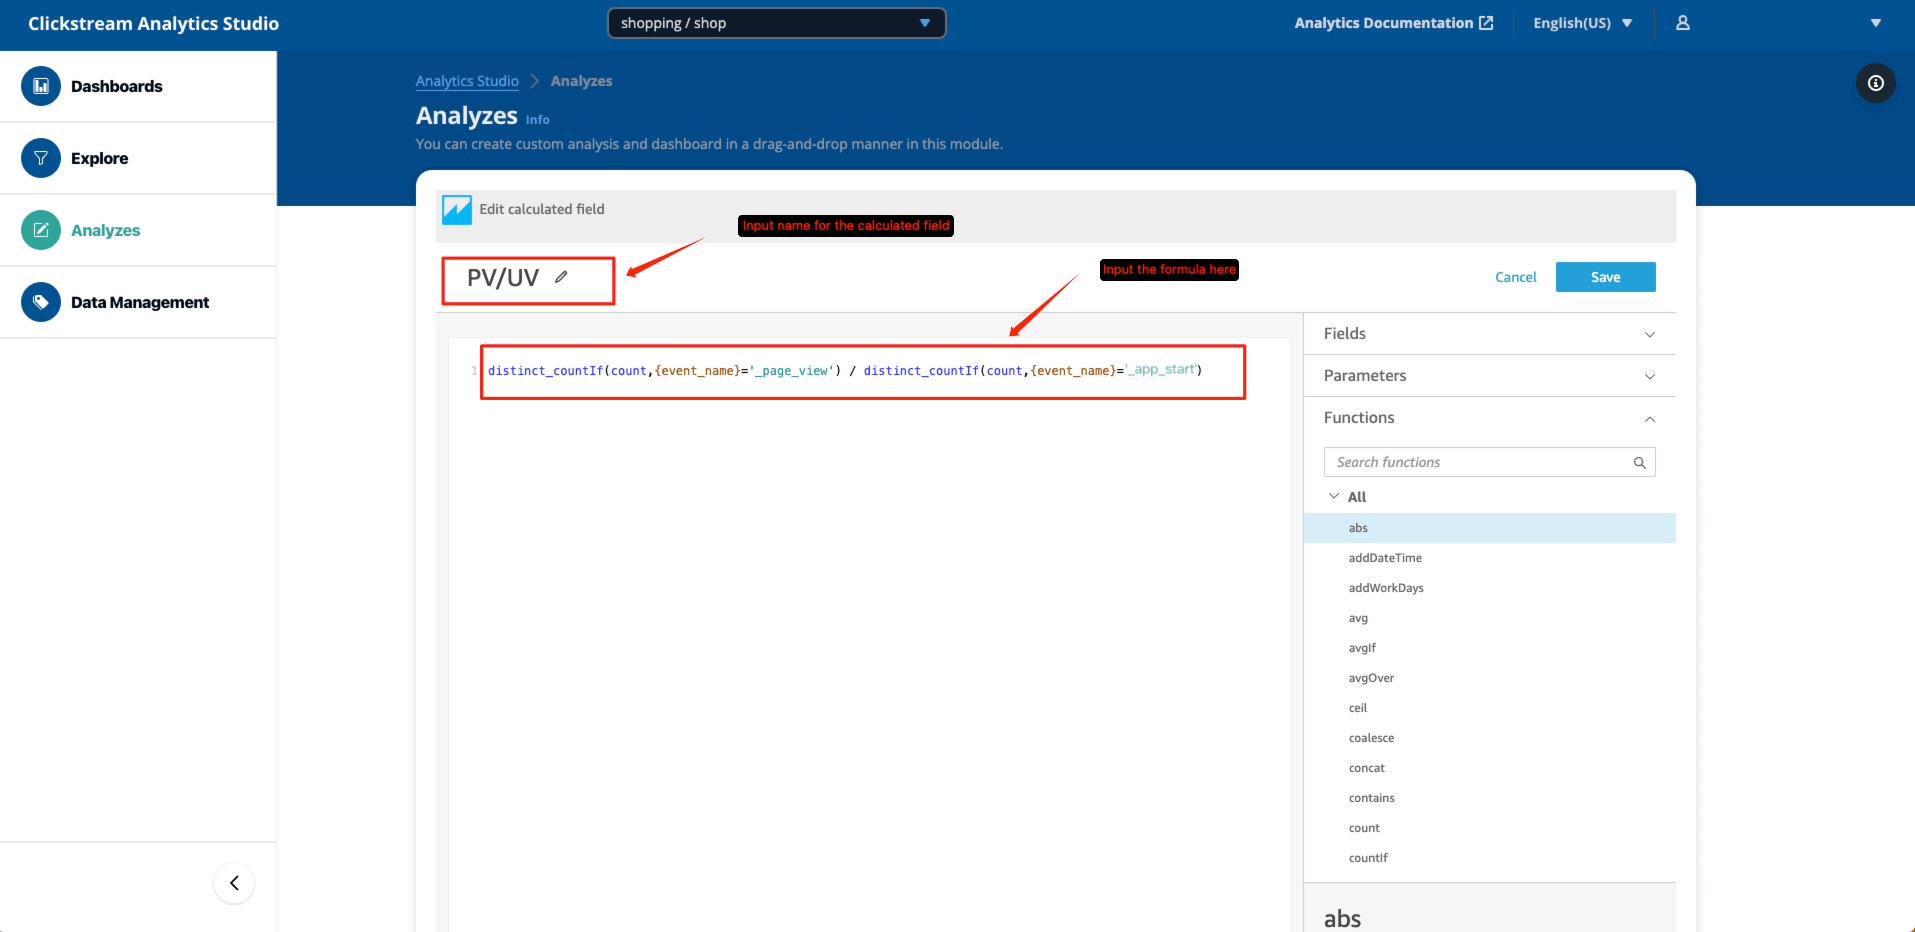 Clickstream Analytics Studio
shopping / shop
Analytics Documentation
English(US)
Dashboards
Explore
Analyzes
Data Management
Analytics Studio > Analyzes
Analyzes Info
You can create custom analysis and dashboard in a drag-and-drop manner in this module.
Edit calculated field
Input name for the calculated field
PV/UV
Input the formula here
Cancel
Save
1 distinct_countIf(count,{event_name}='_page_view') / distinct_countIf(count,{event_name}='_app_start')
Fields
Parameters
Functions
Search functions
All
abs
addDateTime
addWorkDays
avg
avgIf
avgOver
ceil
coalesce
concat
contains
count
countIf
abs